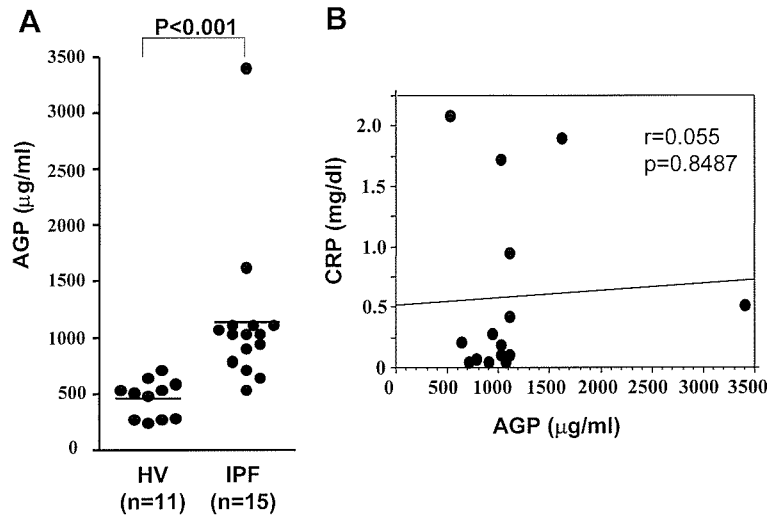 A
P<0.001
AGP (μg/ml)
3500
3000
2500
2000
1500
1000
500
0
HV
(n=11)
IPF
(n=15)
B
CRP (mg/dl)
2.0
1.5
1.0
0.5
0
r=0.055
p=0.8487
0 500 1000 1500 2000 2500 3000 3500
AGP (μg/ml)